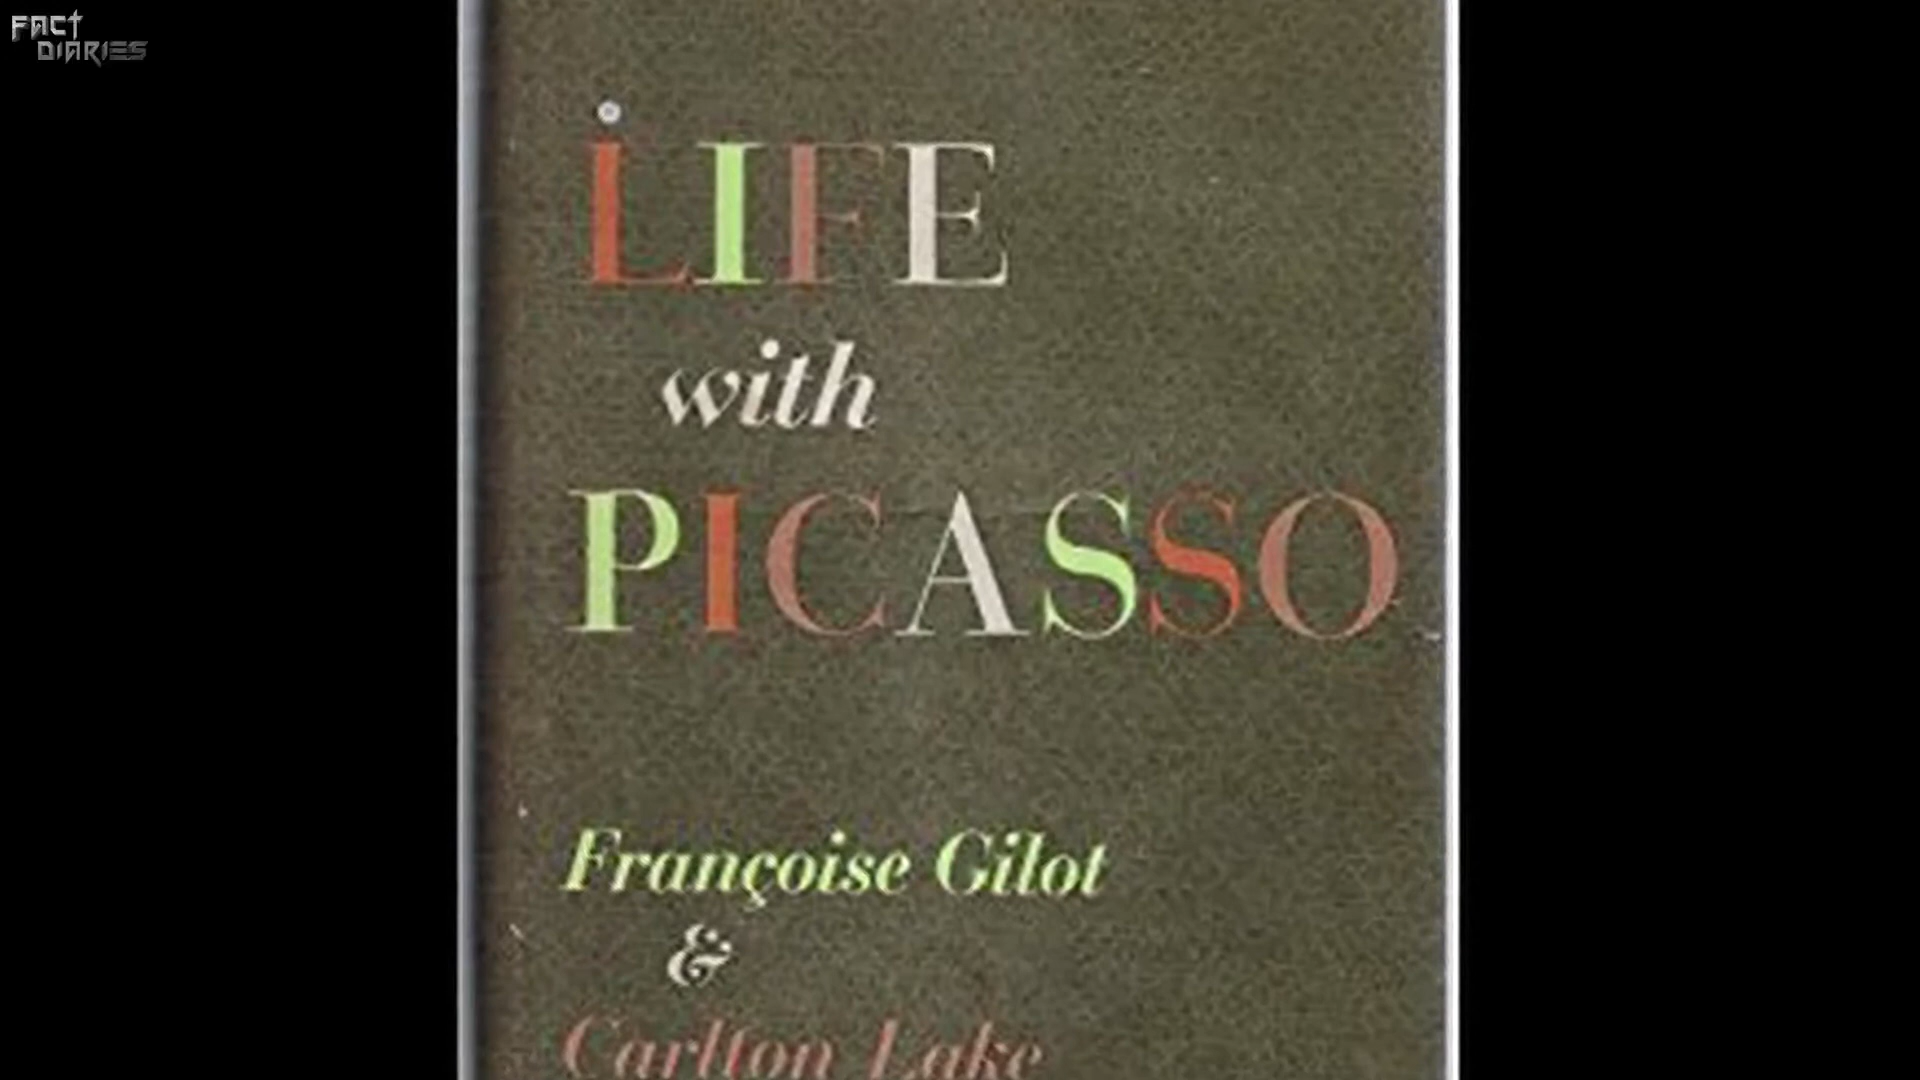 FACT
DIARIES
LIFE
with
PICASSO
Françoise Gilot
&
Carlton Lake